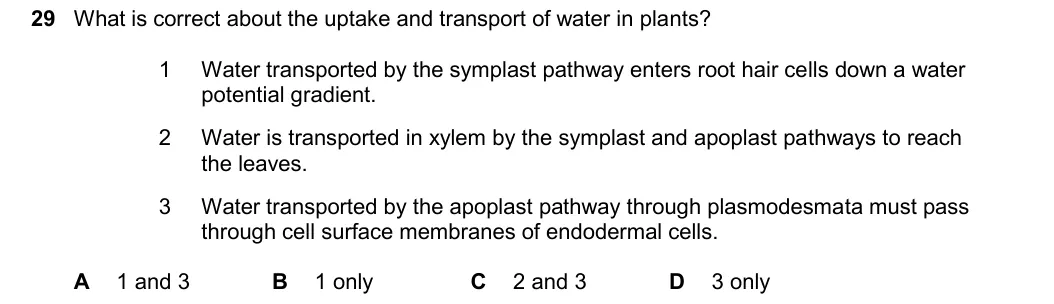 29 What is correct about the uptake and transport of water in plants?
1 Water transported by the symplast pathway enters root hair cells down a water
potential gradient.
2 Water is transported in xylem by the symplast and apoplast pathways to reach
the leaves.
3 Water transported by the apoplast pathway through plasmodesmata must pass
through cell surface membranes of endodermal cells.
A 1 and 3 B 1 only C 2 and 3 D 3 only